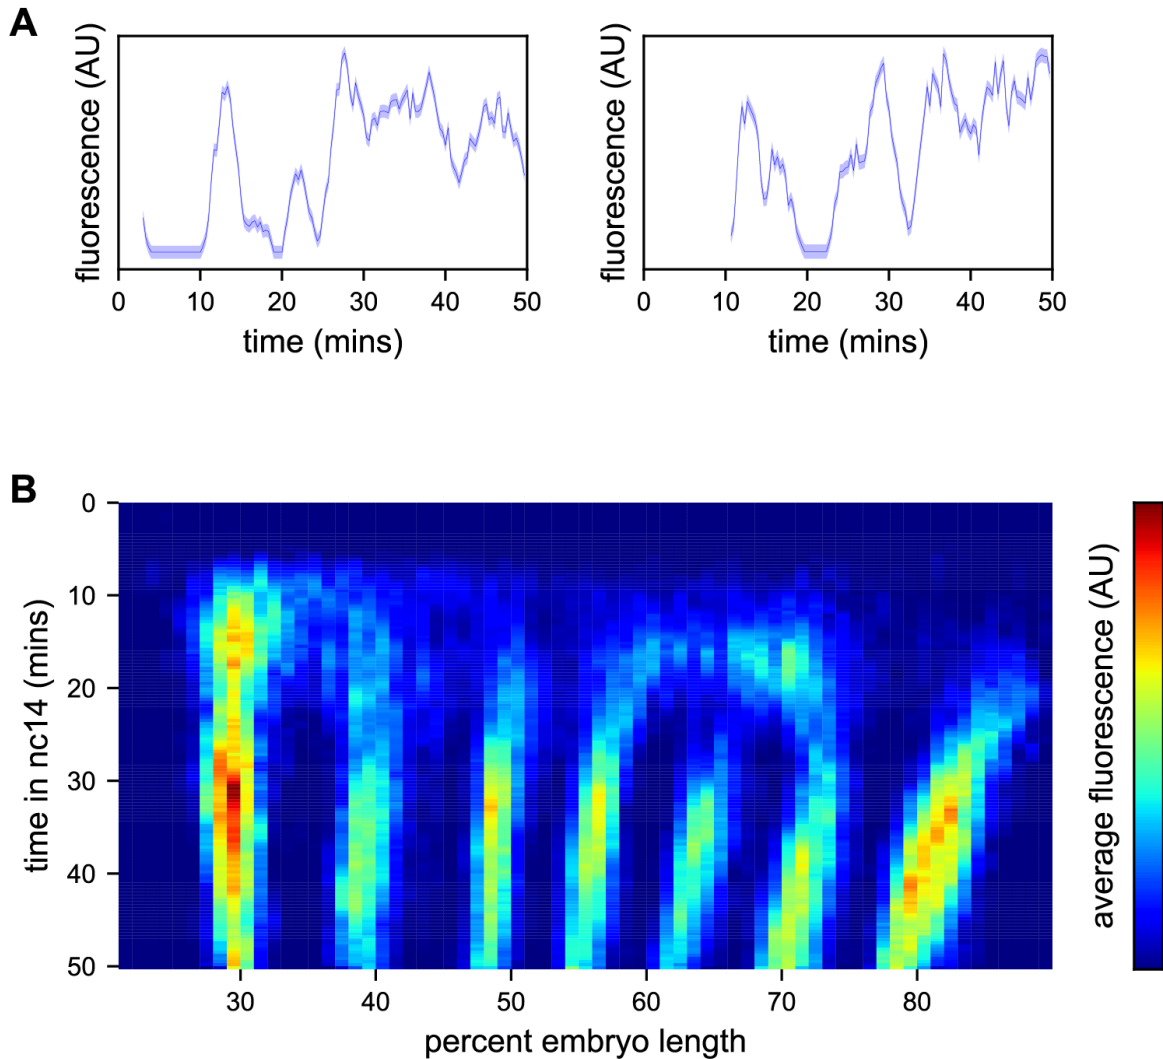 A
fluorescence (AU)
0 10 20 30 40 50
time (mins)
fluorescence (AU)
0 10 20 30 40 50
time (mins)
B
time in nc14 (mins)
0
10
20
30
40
50
30 40 50 60 70 80
percent embryo length
average fluorescence (AU)